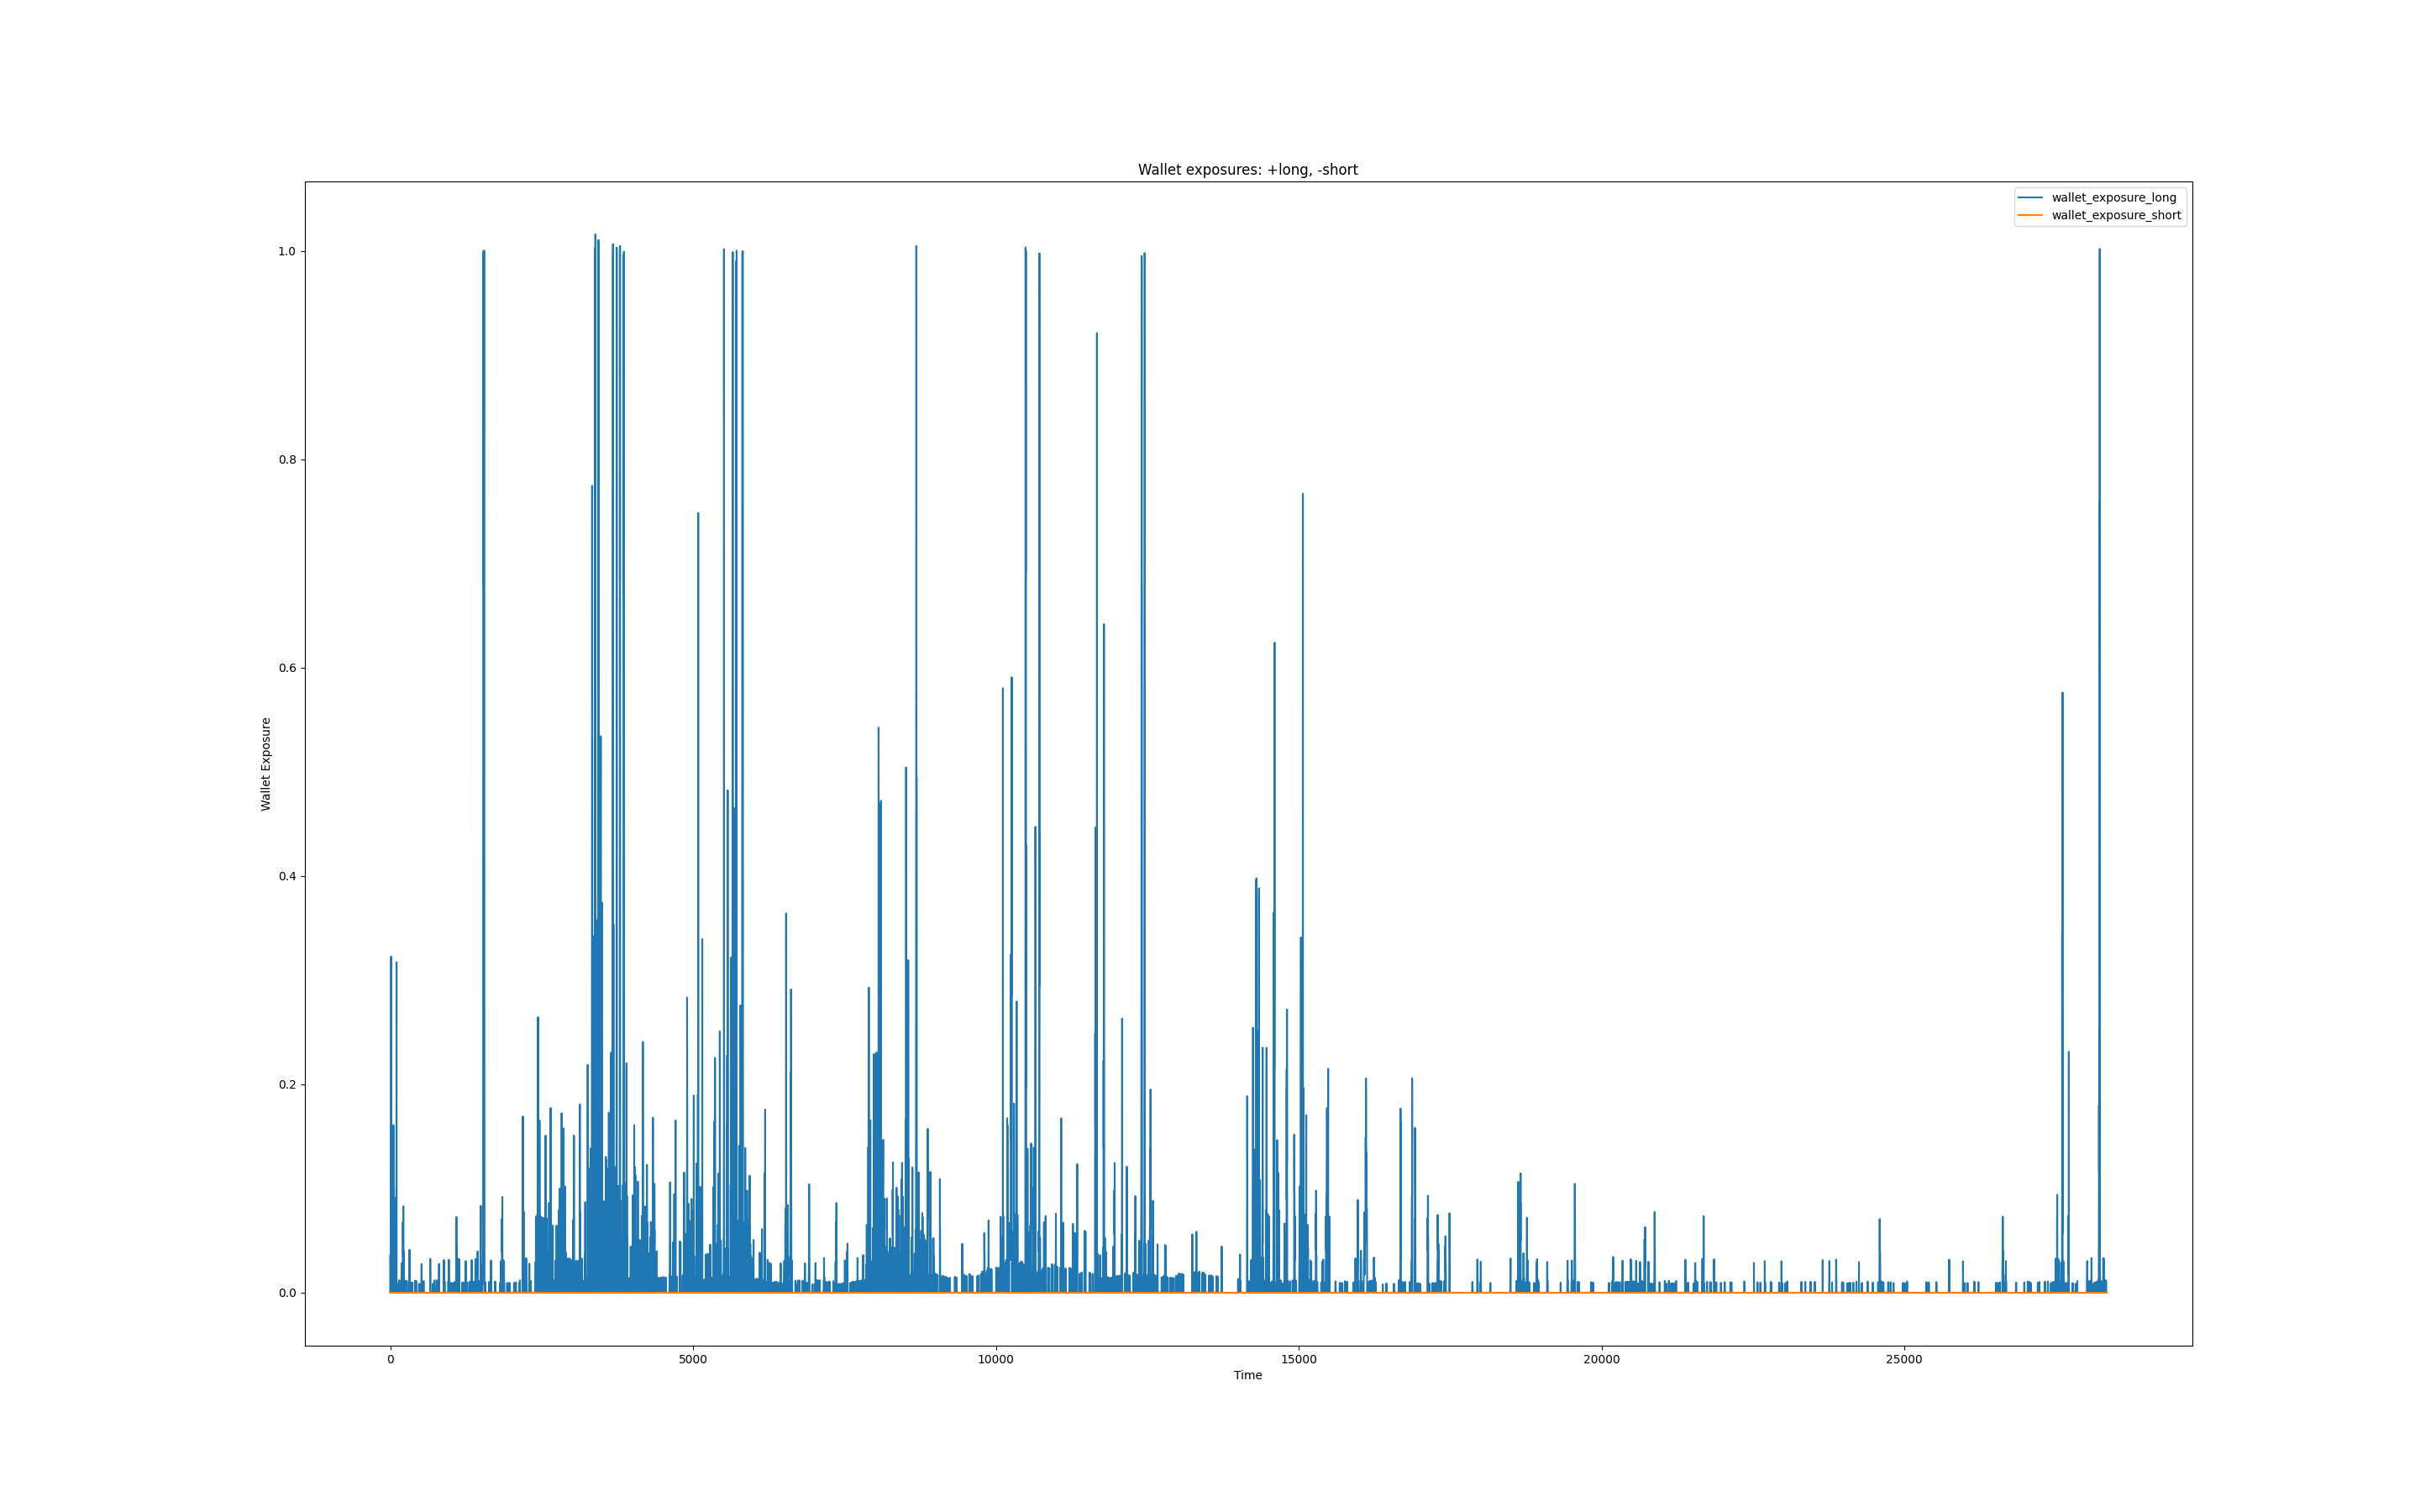 Wallet exposures: +long, -short
wallet_exposure_long
wallet_exposure_short
1.0
0.8
0.6
0.4
0.2
0.0
Wallet Exposure
0 5000 10000 15000 20000 25000
Time